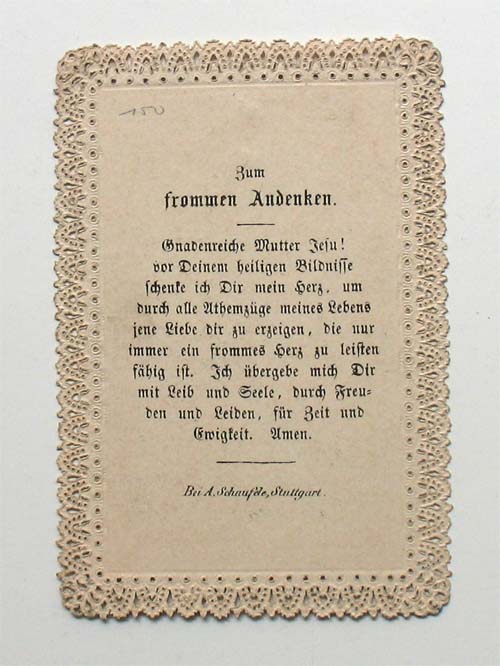 150
Zum
frommen Andenken.
Gnadenreiche Mutter Jesu!
vor Deinem heiligen Bildnisse
schenke ich Dir mein Herz, um
durch alle Athemzüge meines Lebens
jene Liebe dir zu erzeigen, die nur
immer ein frommes Herz zu leisten
fähig ist. Ich übergebe mich Dir
mit Leib und Seele, durch Freu-
den und Leiden, für Zeit und
Ewigkeit. Amen.
Bei A. Schaufele, Stuttgart.